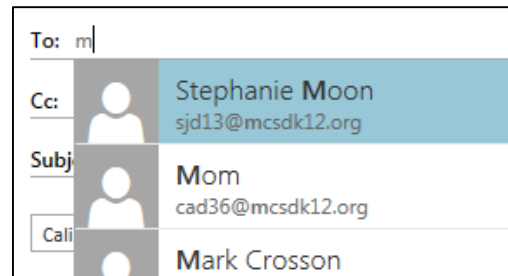 To: m
Cc:
Stephanie Moon
sjd13@mcsdk12.org
Subj
Mom
cad36@mcsdk12.org
Cali
Mark Crosson